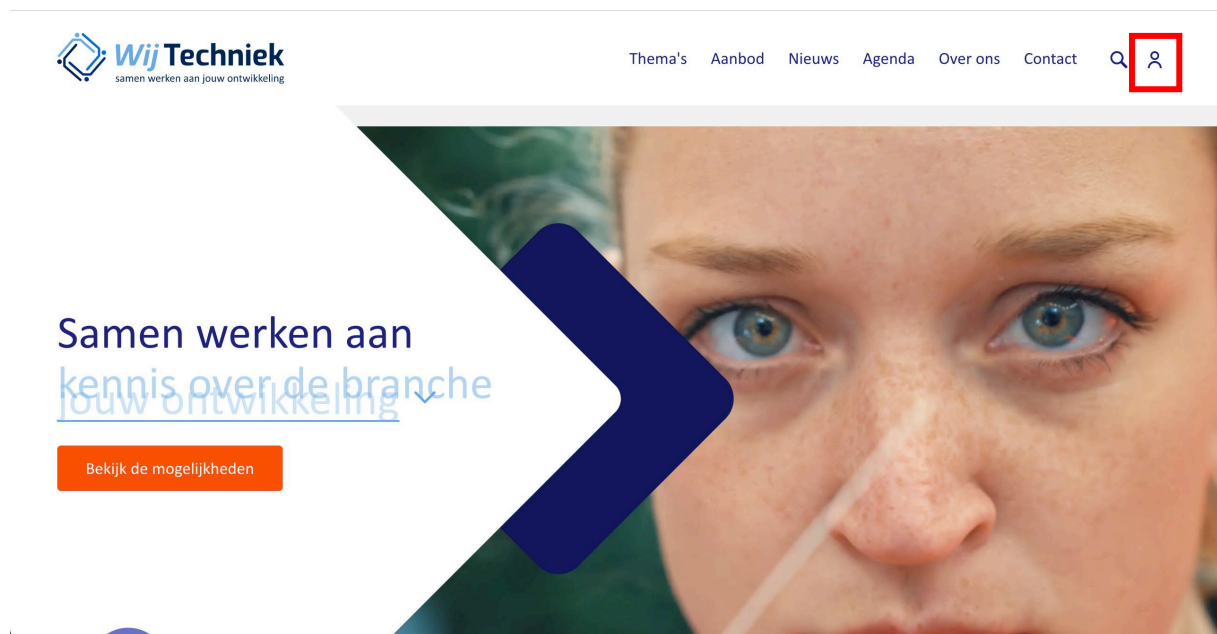 Wij Techniek
samen werken aan jouw ontwikkeling
Thema's Aanbod Nieuws Agenda Over ons Contact
Samen werken aan
kennis over de branche
jouw ontwikkeling
Bekijk de mogelijkheden